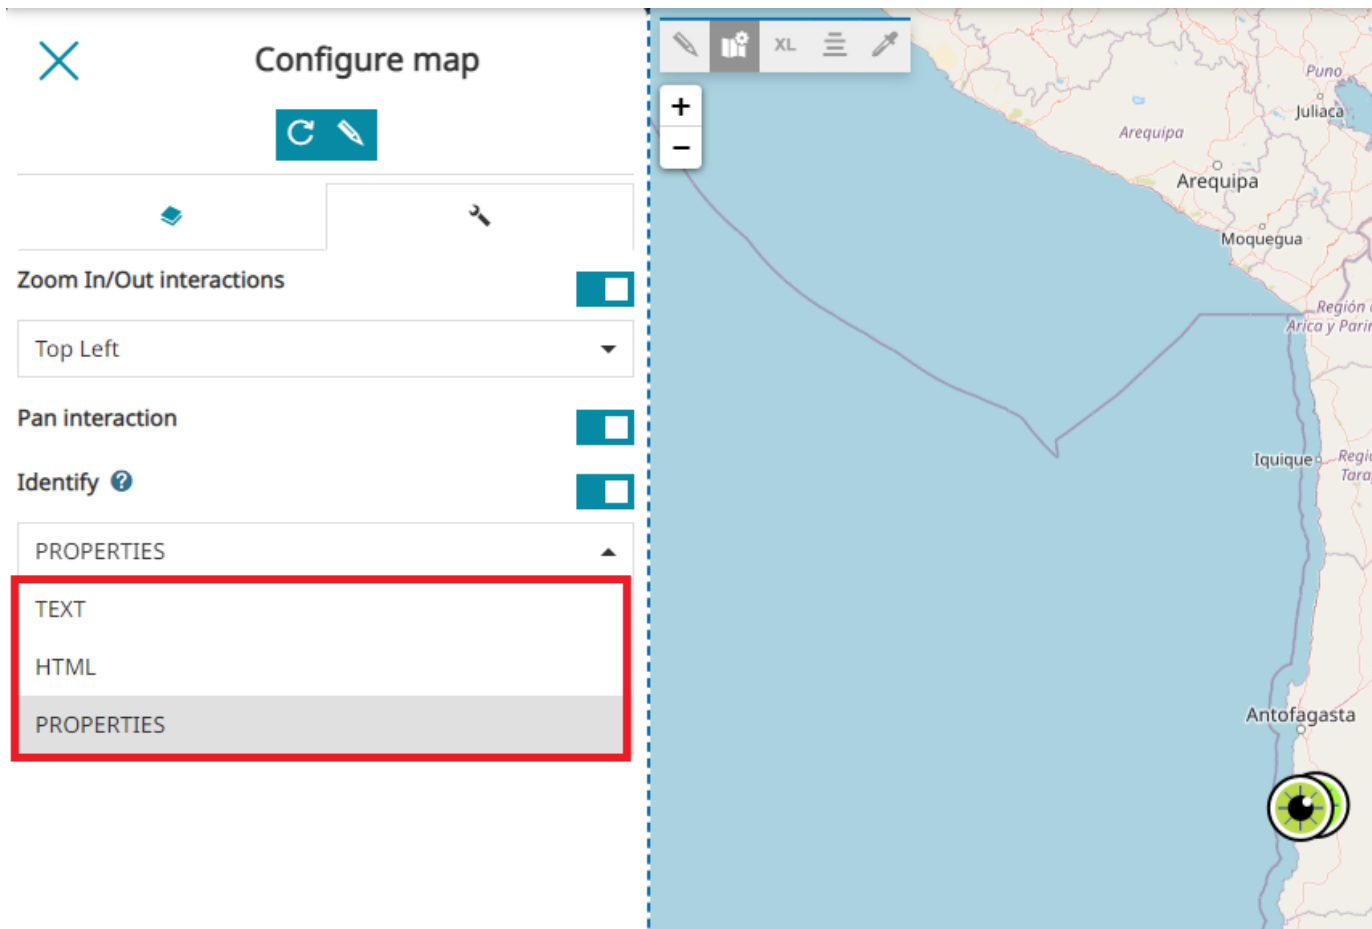 Configure map
Zoom In/Out interactions
Top Left
Pan interaction
Identify ?
PROPERTIES
TEXT
HTML
PROPERTIES
XL
+
−
Puno
Juliaca
Arequipa
Arequipa
Moquegua
Región
Arica y Parin
Iquique
Regió
Tara
Antofagasta